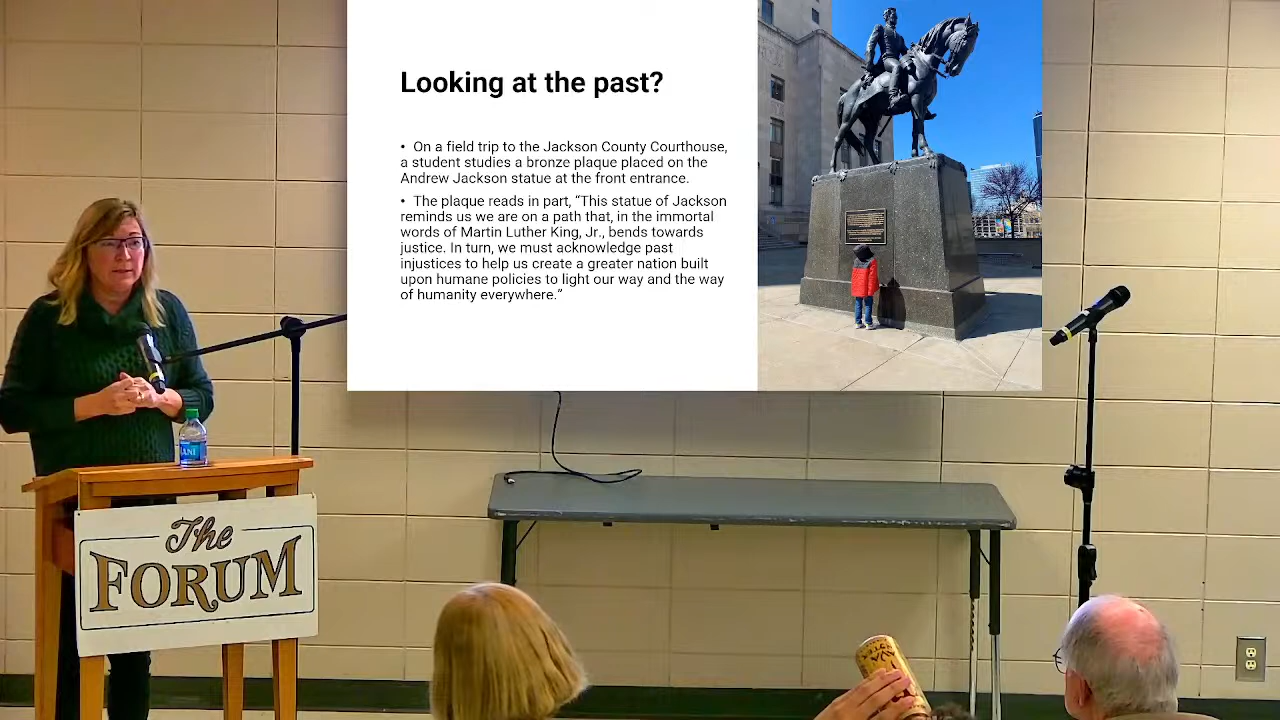 Looking at the past?
• On a field trip to the Jackson County Courthouse,
a student studies a bronze plaque placed on the
Andrew Jackson statue at the front entrance.
• The plaque reads in part, “This statue of Jackson
reminds us we are on a path that, in the immortal
words of Martin Luther King, Jr., bends towards
justice. In turn, we must acknowledge past
injustices to help us create a greater nation built
upon humane policies to light our way and the way
of humanity everywhere.”
The
FORUM